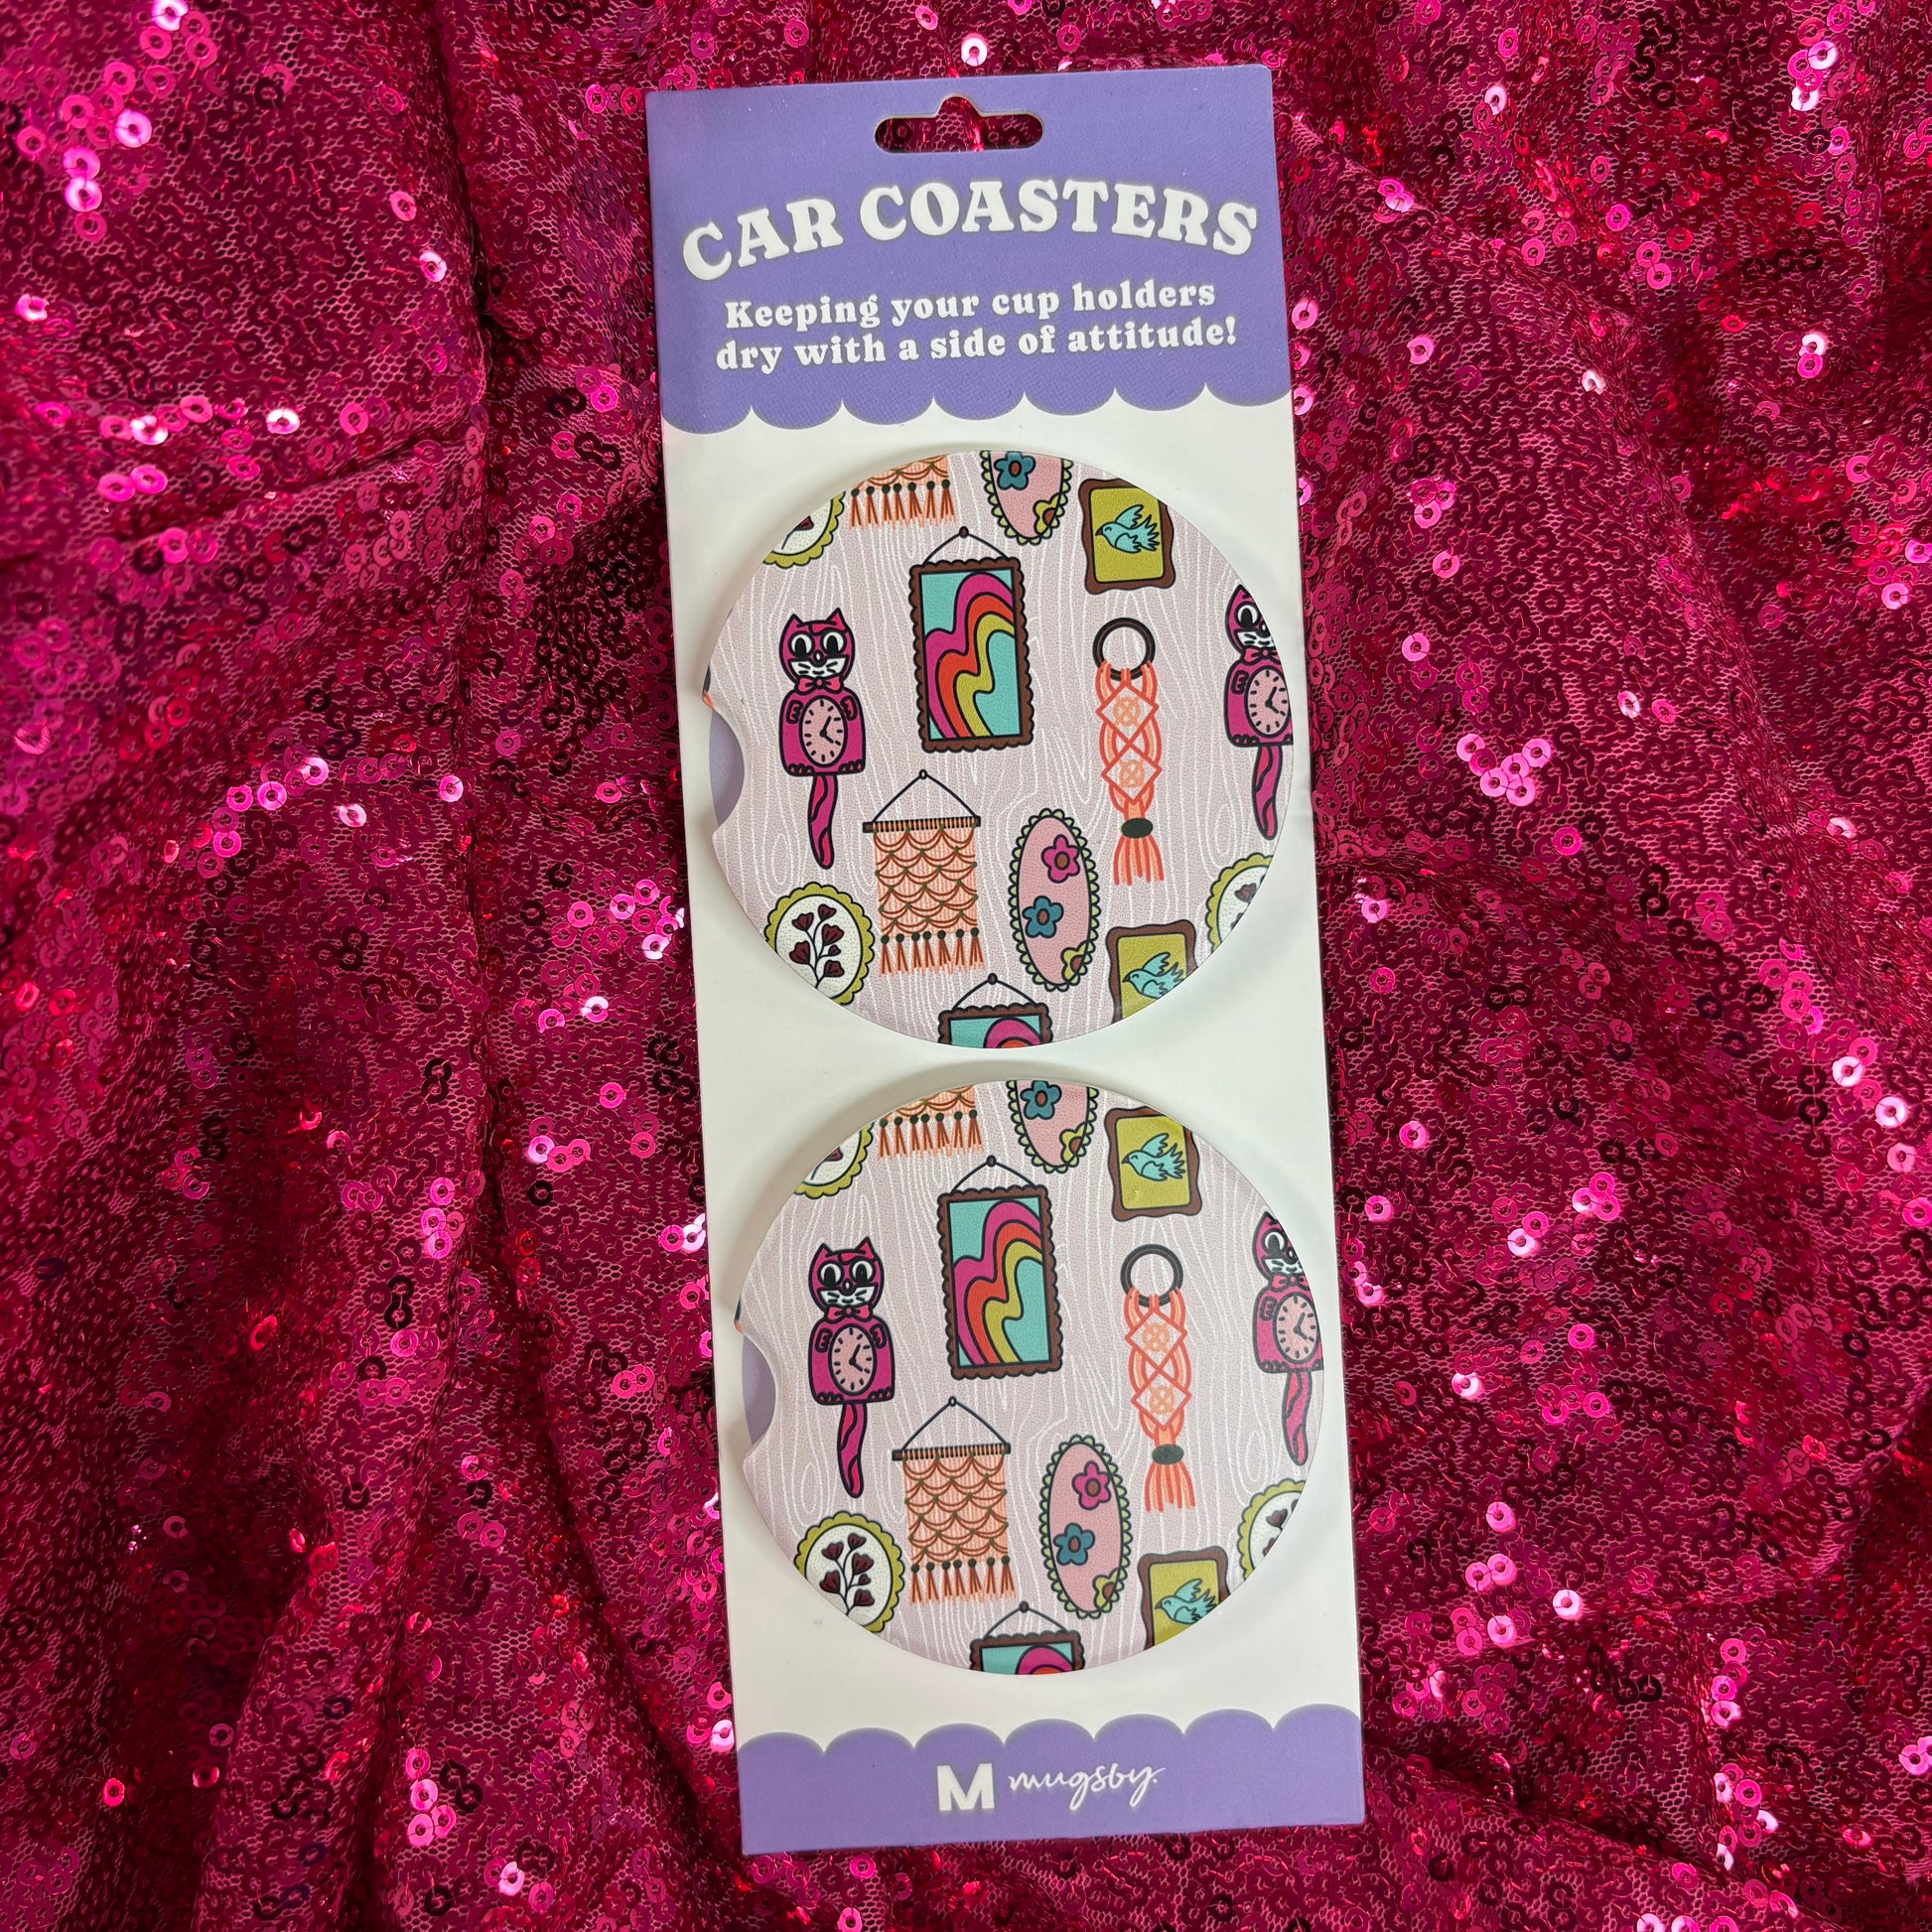 CAR COASTERS
Keeping your cup holders
dry with a side of attitude!
M mugsby.